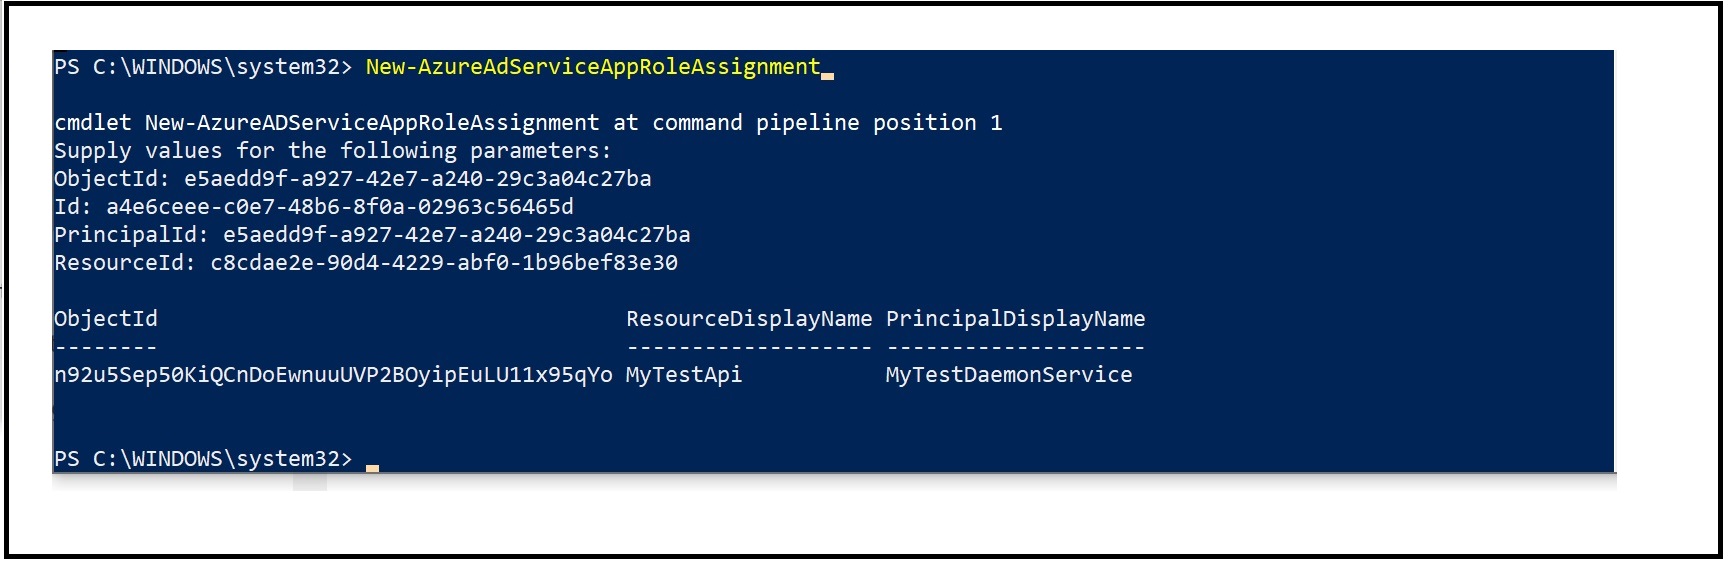 PS C:\WINDOWS\system32> New-AzureAdServiceAppRoleAssignment
cmdlet New-AzureADServiceAppRoleAssignment at command pipeline position 1
Supply values for the following parameters:
ObjectId: e5aedd9f-a927-42e7-a240-29c3a04c27ba
Id: a4e6ceee-c0e7-48b6-8f0a-02963c56465d
PrincipalId: e5aedd9f-a927-42e7-a240-29c3a04c27ba
ResourceId: c8cdae2e-90d4-4229-abf0-1b96bef83e30
ObjectId                                    ResourceDisplayName PrincipalDisplayName
--------                                    ------------------- --------------------
n92u5Sep50KiQCnDoEwnuuUVP2BOyipEuLU11x95qYo MyTestApi           MyTestDaemonService
PS C:\WINDOWS\system32>